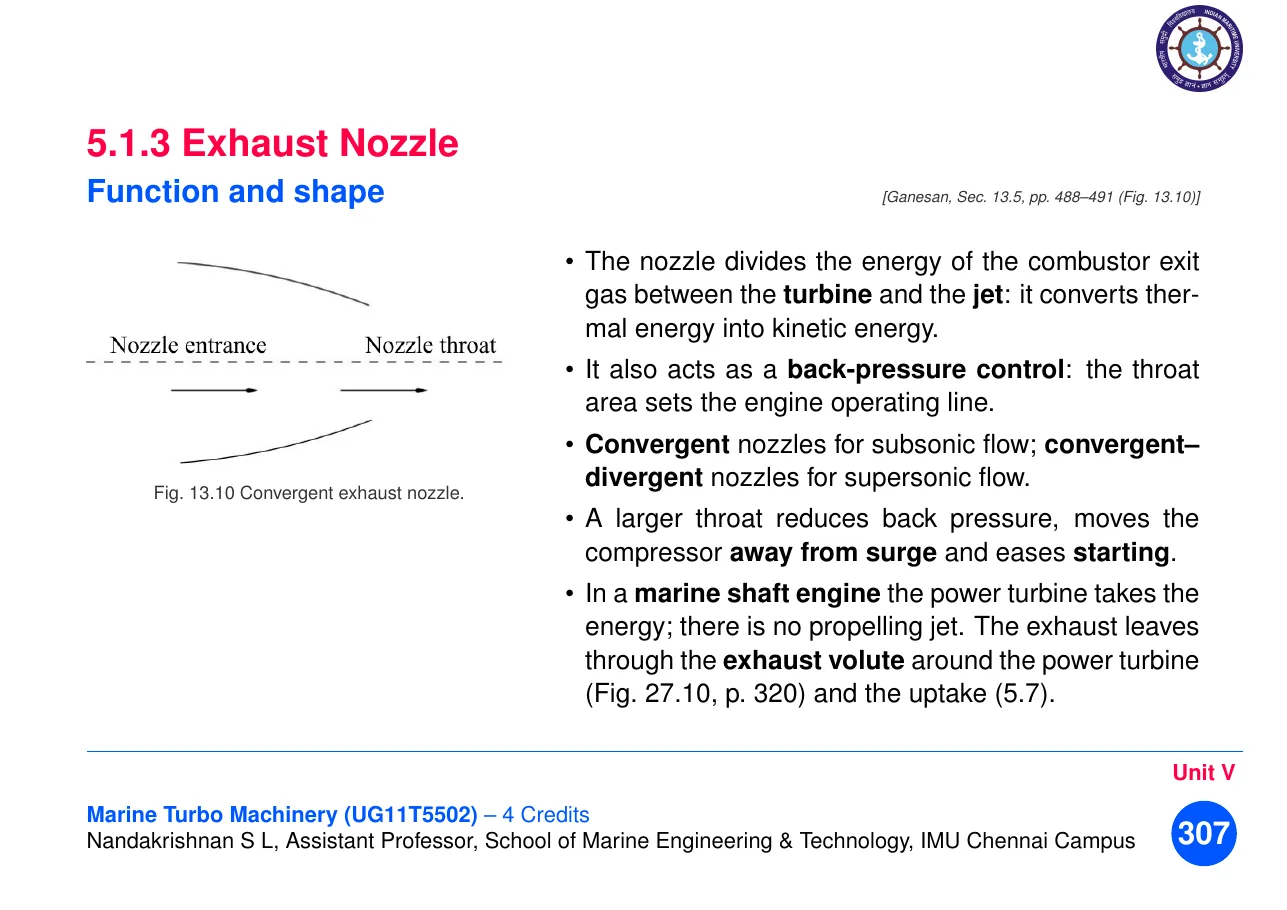 INDIAN MARITIME UNIVERSITY
5.1.3 Exhaust Nozzle
Function and shape
[Ganesan, Sec. 13.5, pp. 488–491 (Fig. 13.10)]
Nozzle entrance
Nozzle throat
Fig. 13.10 Convergent exhaust nozzle.
• The nozzle divides the energy of the combustor exit
gas between the turbine and the jet: it converts ther-
mal energy into kinetic energy.
• It also acts as a back-pressure control: the throat
area sets the engine operating line.
• Convergent nozzles for subsonic flow; convergent–
divergent nozzles for supersonic flow.
• A larger throat reduces back pressure, moves the
compressor away from surge and eases starting.
• In a marine shaft engine the power turbine takes the
energy; there is no propelling jet. The exhaust leaves
through the exhaust volute around the power turbine
(Fig. 27.10, p. 320) and the uptake (5.7).
Unit V
Marine Turbo Machinery (UG11T5502) – 4 Credits
Nandakrishnan S L, Assistant Professor, School of Marine Engineering & Technology, IMU Chennai Campus
307